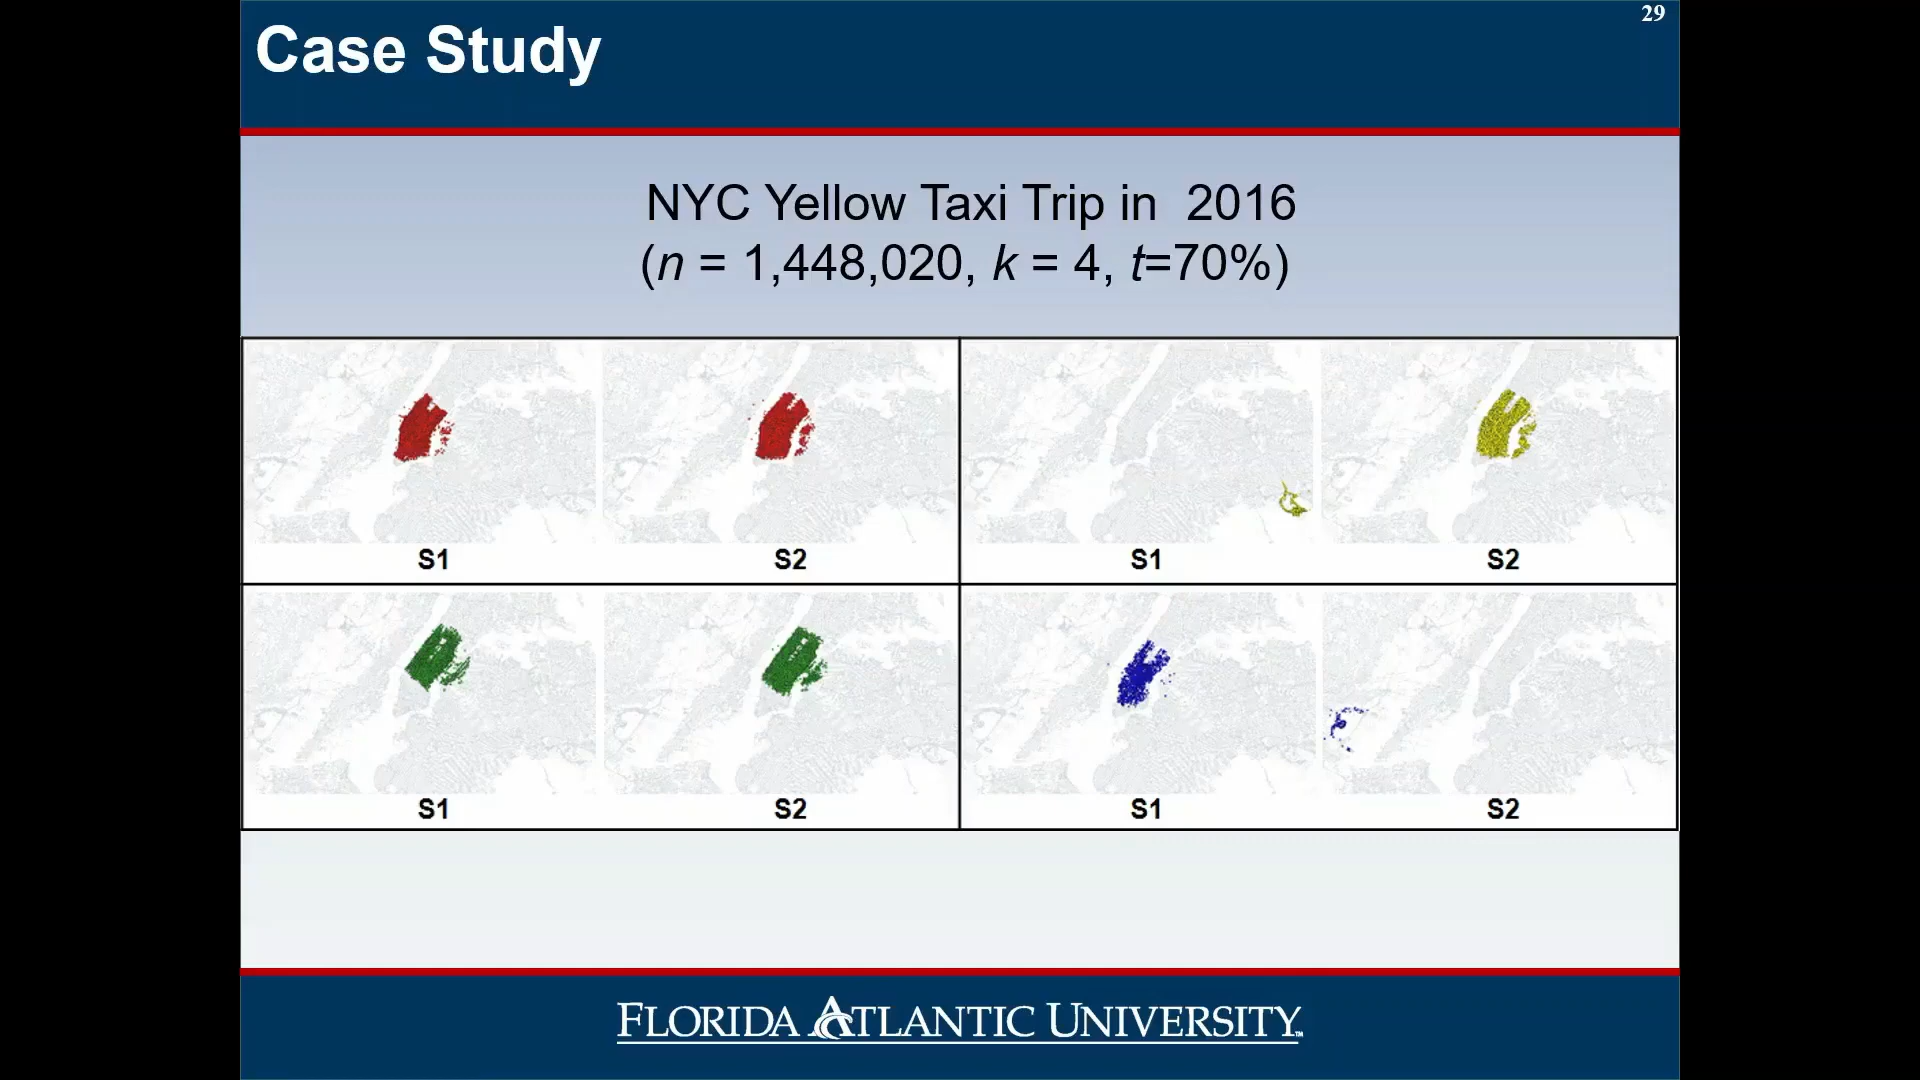 29
Case Study
NYC Yellow Taxi Trip in 2016
(n = 1,448,020, k = 4, t=70%)
S1 S2 S1 S2
S1 S2 S1 S2
FLORIDA ATLANTIC UNIVERSITY™